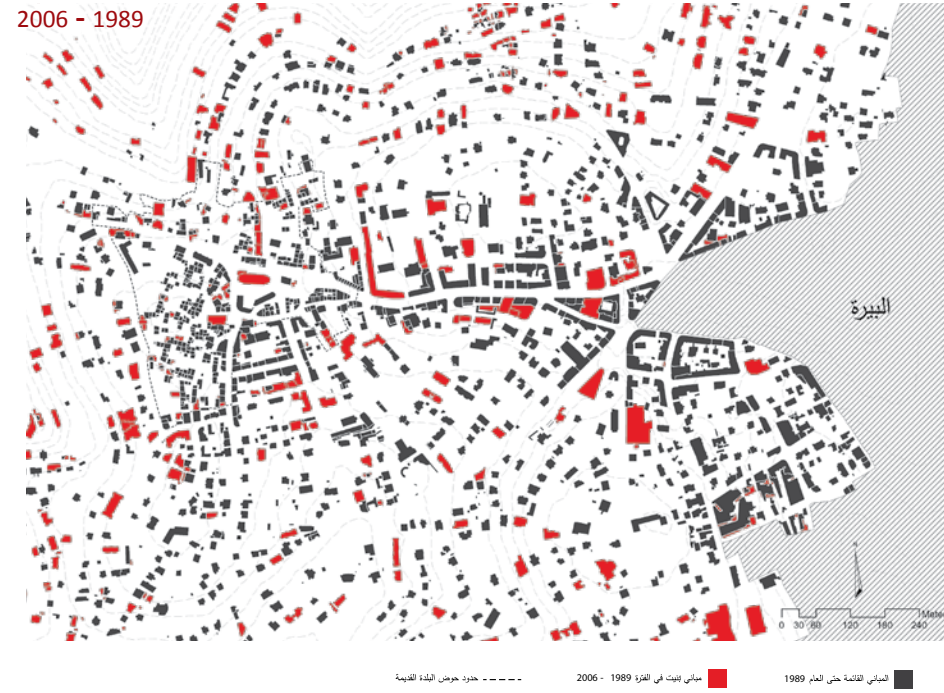 2006 - 1989
البيرة
Mete
0 30 60 120 180 240
المباني القائمة حتى العام 1989
مباني بنيت في الفترة 1989 - 2006
حدود حوض البلدة القديمة